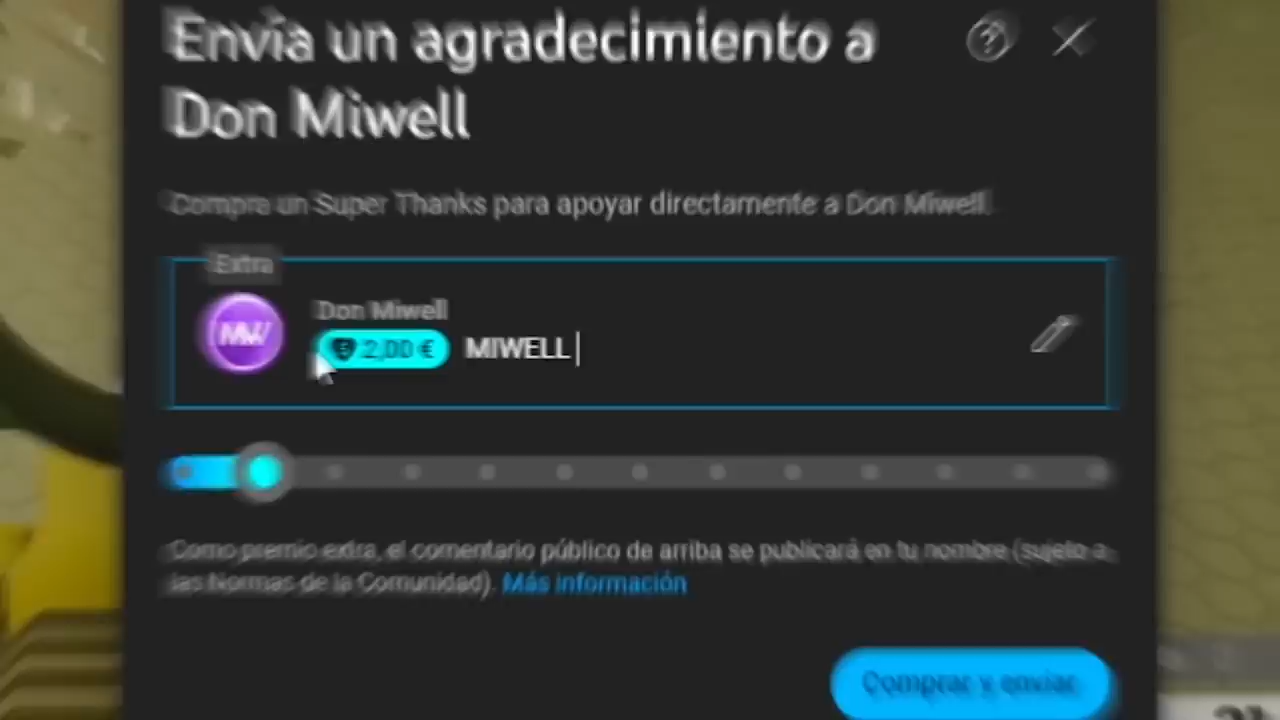 Envía un agradecimiento a
Don Miwell
Compra un Super Thanks para apoyar directamente a Don Miwell.
Extra
MW
Don Miwell
2,00 € MIWELL
Como premio extra, el comentario público de arriba se publicará en tu nombre (sujeto a
las Normas de la Comunidad). Más información
Comprar y enviar